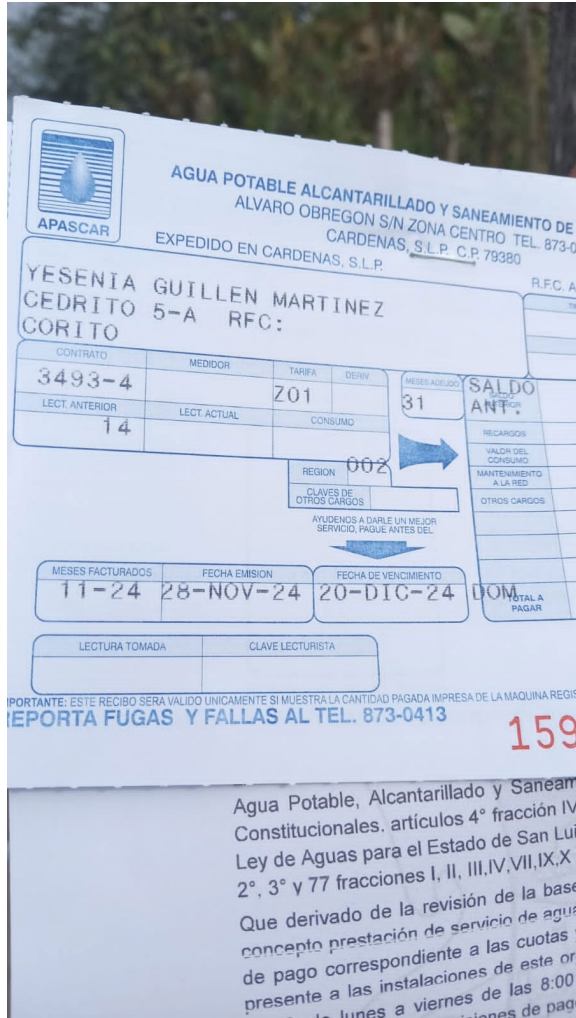 APASCAR
AGUA POTABLE ALCANTARILLADO Y SANEAMIENTO DE
ALVARO OBREGON S/N ZONA CENTRO TEL. 873-0
CARDENAS, S.L.P. C.P. 79380
EXPEDIDO EN CARDENAS, S.L.P.
R.F.C. A
YESENIA GUILLEN MARTINEZ
CEDRITO 5-A RFC:
CORITO
CONTRATO MEDIDOR TARIFA DERIV. MESES ADEUDO
3493-4 Z01 31 SALDO ANT.
LECT. ANTERIOR LECT. ACTUAL CONSUMO
14
RECARGOS
VALOR DEL CONSUMO
MANTENIMIENTO A LA RED
OTROS CARGOS
REGION 002
CLAVES DE OTROS CARGOS
AYUDENOS A DARLE UN MEJOR
SERVICIO, PAGUE ANTES DEL
MESES FACTURADOS FECHA EMISION FECHA DE VENCIMIENTO
11-24 28-NOV-24 20-DIC-24 DOM
TOTAL A PAGAR
LECTURA TOMADA CLAVE LECTURISTA
PORTANTE: ESTE RECIBO SERA VALIDO UNICAMENTE SI MUESTRA LA CANTIDAD PAGADA IMPRESA DE LA MAQUINA REGIS
EPORTA FUGAS Y FALLAS AL TEL. 873-0413
159
Agua Potable, Alcantarillado y Saneam
Constitucionales, artículos 4° fracción IV
Ley de Aguas para el Estado de San Lui
2°, 3° y 77 fracciones I, II, III,IV,VII,IX,X
Que derivado de la revisión de la base
concepto prestación de servicio de agua
de pago correspondiente a las cuotas
presente a las instalaciones de este or
lunes a viernes de las 8:00
ones de pag